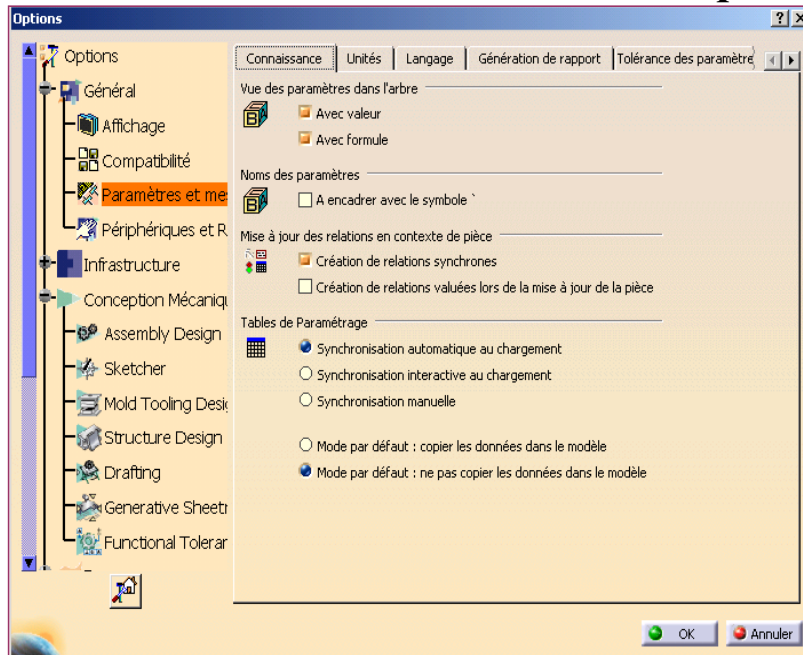 Options
Options
Général
Affichage
Compatibilité
Paramètres et me
Périphériques et R
Infrastructure
Conception Mécaniqu
Assembly Design
Sketcher
Mold Tooling Desig
Structure Design
Drafting
Generative Sheetr
Functional Toleran
Connaissance Unités Langage Génération de rapport Tolérance des paramètre
Vue des paramètres dans l'arbre
Avec valeur
Avec formule
Noms des paramètres
A encadrer avec le symbole `
Mise à jour des relations en contexte de pièce
Création de relations synchrones
Création de relations valuées lors de la mise à jour de la pièce
Tables de Paramétrage
Synchronisation automatique au chargement
Synchronisation interactive au chargement
Synchronisation manuelle
Mode par défaut : copier les données dans le modèle
Mode par défaut : ne pas copier les données dans le modèle
OK Annuler